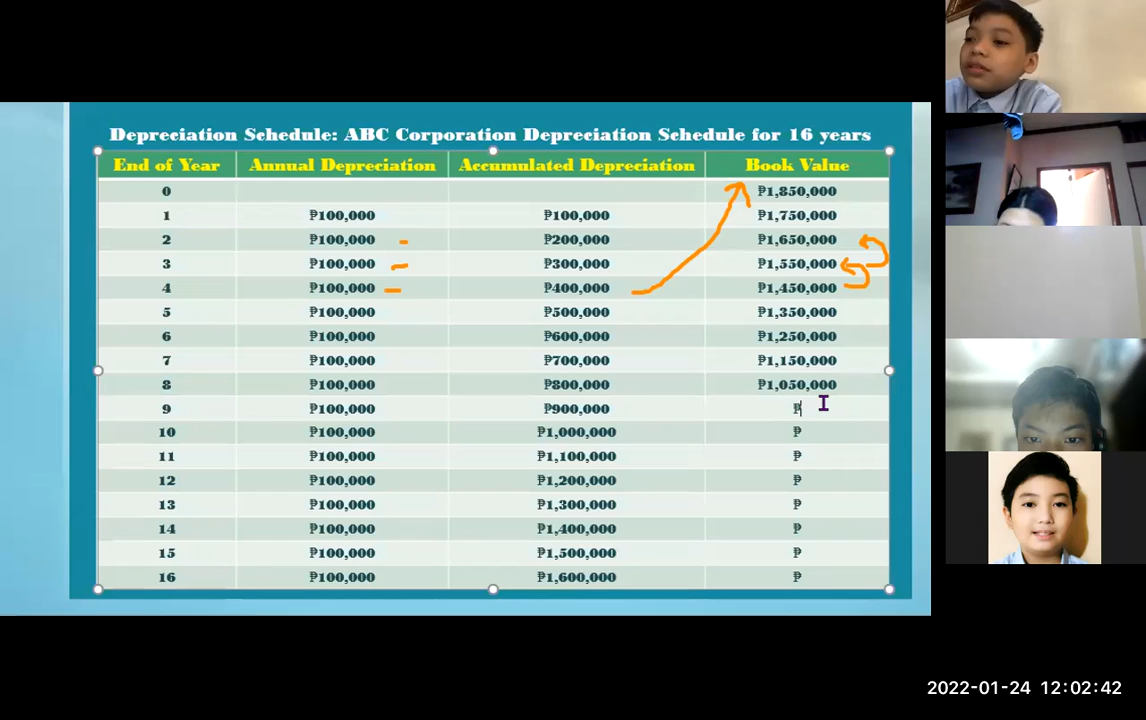 Depreciation Schedule: ABC Corporation Depreciation Schedule for 16 years
End of Year Annual Depreciation Accumulated Depreciation Book Value
0 ₱1,850,000
1 ₱100,000 ₱100,000 ₱1,750,000
2 ₱100,000 ₱200,000 ₱1,650,000
3 ₱100,000 ₱300,000 ₱1,550,000
4 ₱100,000 ₱400,000 ₱1,450,000
5 ₱100,000 ₱500,000 ₱1,350,000
6 ₱100,000 ₱600,000 ₱1,250,000
7 ₱100,000 ₱700,000 ₱1,150,000
8 ₱100,000 ₱800,000 ₱1,050,000
9 ₱100,000 ₱900,000 ₱
10 ₱100,000 ₱1,000,000 ₱
11 ₱100,000 ₱1,100,000 ₱
12 ₱100,000 ₱1,200,000 ₱
13 ₱100,000 ₱1,300,000 ₱
14 ₱100,000 ₱1,400,000 ₱
15 ₱100,000 ₱1,500,000 ₱
16 ₱100,000 ₱1,600,000 ₱
2022-01-24 12:02:42